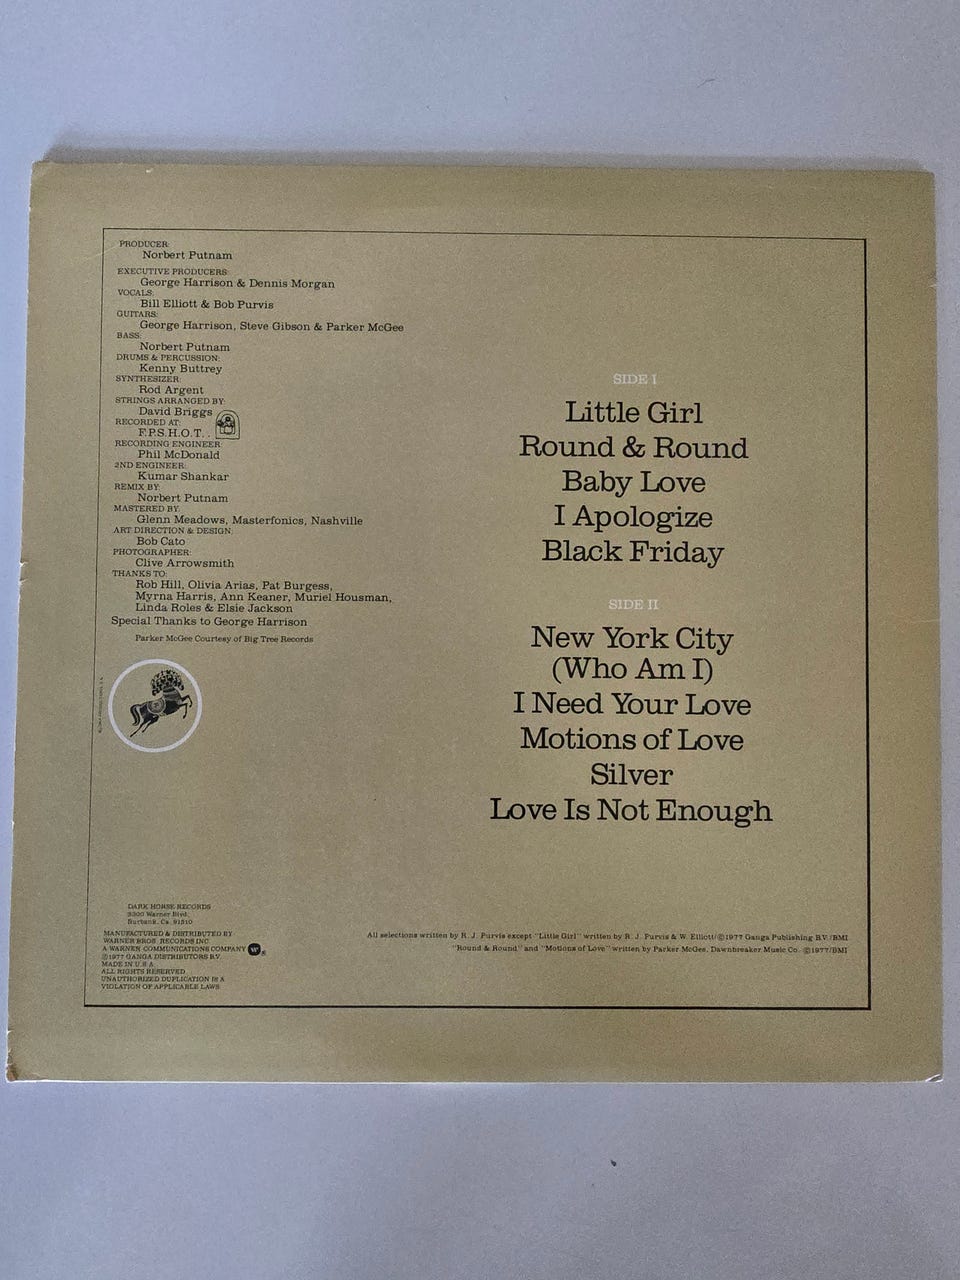 PRODUCER:
Norbert Putnam
EXECUTIVE PRODUCERS:
George Harrison & Dennis Morgan
VOCALS:
Bill Elliott & Bob Purvis
GUITARS:
George Harrison, Steve Gibson & Parker McGee
BASS:
Norbert Putnam
DRUMS & PERCUSSION:
Kenny Buttrey
SYNTHESIZER:
Rod Argent
STRINGS ARRANGED BY:
David Briggs
RECORDED AT:
F.P.S.H.O.T. .
RECORDING ENGINEER:
Phil McDonald
2ND ENGINEER:
Kumar Shankar
REMIX BY:
Norbert Putnam
MASTERED BY:
Glenn Meadows, Masterfonics, Nashville
ART DIRECTION & DESIGN:
Bob Cato
PHOTOGRAPHER:
Clive Arrowsmith
THANKS TO:
Rob Hill, Olivia Arias, Pat Burgess,
Myrna Harris, Ann Keaner, Muriel Housman,
Linda Roles & Elsie Jackson
Special Thanks to George Harrison
Parker McGee Courtesy of Big Tree Records
SIDE I
Little Girl
Round & Round
Baby Love
I Apologize
Black Friday
SIDE II
New York City
(Who Am I)
I Need Your Love
Motions of Love
Silver
Love Is Not Enough
DARK HORSE RECORDS
3300 Warner Blvd.
Burbank, Ca. 91510
MANUFACTURED & DISTRIBUTED BY
WARNER BROS. RECORDS INC.
A WARNER COMMUNICATIONS COMPANY W ®
©1977 GANGA DISTRIBUTORS B.V.
MADE IN U.S.A.
ALL RIGHTS RESERVED
UNAUTHORIZED DUPLICATION IS A
VIOLATION OF APPLICABLE LAWS
All selections written by R. J. Purvis except "Little Girl" written by R. J. Purvis & W. Elliott/©1977 Ganga Publishing B.V./BMI
"Round & Round" and "Motions of Love" written by Parker McGee, Dawnbreaker Music Co. ©1977/BMI